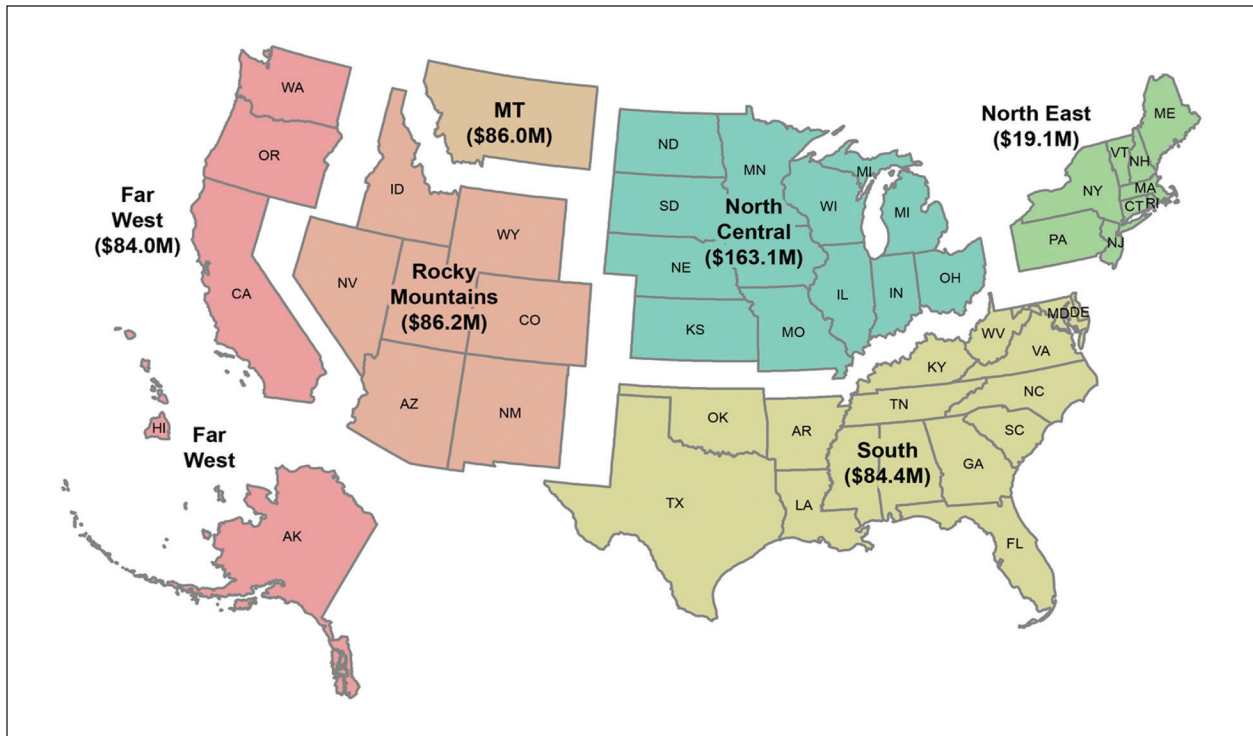 WA
OR
CA
Far
West
($84.0M)
HI
Far
West
AK
MT
($86.0M)
ID
WY
NV
Rocky
Mountains
($86.2M)
CO
AZ
NM
ND
MN
MI
SD
WI
MI
North
Central
($163.1M)
NE
IL
IN
OH
KS
MO
North East
($19.1M)
ME
VT
NH
NY
MA
CT
RI
PA
NJ
MD
DE
WV
VA
KY
NC
TN
OK
AR
SC
South
($84.4M)
GA
TX
LA
FL